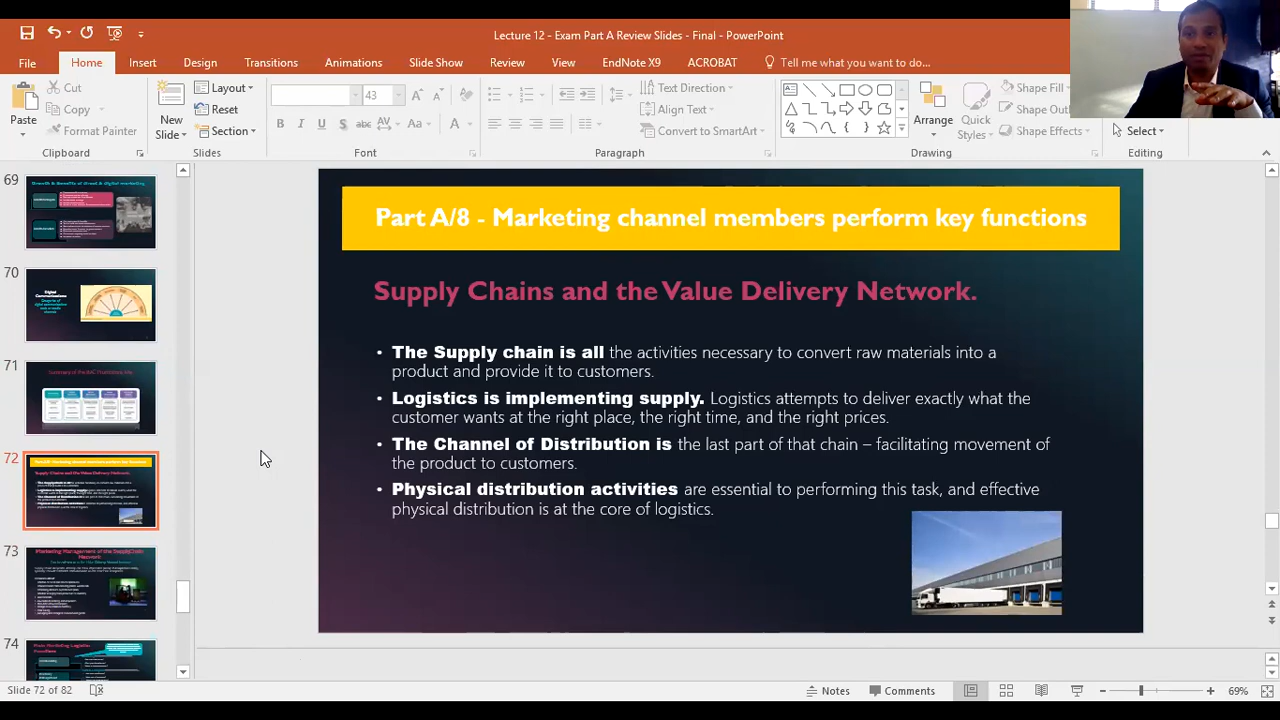 Lecture 12 - Exam Part A Review Slides - Final - PowerPoint
File Home Insert Design Transitions Animations Slide Show Review View EndNote X9 ACROBAT Tell me what you want to do...
Paste
Cut
Copy
Format Painter
New
Slide
Layout
Reset
Section
43
Text Direction
Align Text
Convert to SmartArt
Arrange
Quick
Styles
Shape Fill
Shape Out
Shape Effects
Select
Clipboard Slides Font Paragraph Drawing Editing
69
70
71
72
73
74
Part A/8 - Marketing channel members perform key functions
Supply Chains and the Value Delivery Network.
• The Supply chain is all the activities necessary to convert raw materials into a
product and provide it to customers.
• Logistics is implementing supply. Logistics attempts to deliver exactly what the
customer wants at the right place, the right time, and the right prices.
• The Channel of Distribution is the last part of that chain – facilitating movement of
the product to customers.
• Physical distribution activities are essential to performing this task and effective
physical distribution is at the core of logistics.
Slide 72 of 82
Notes
Comments
69%